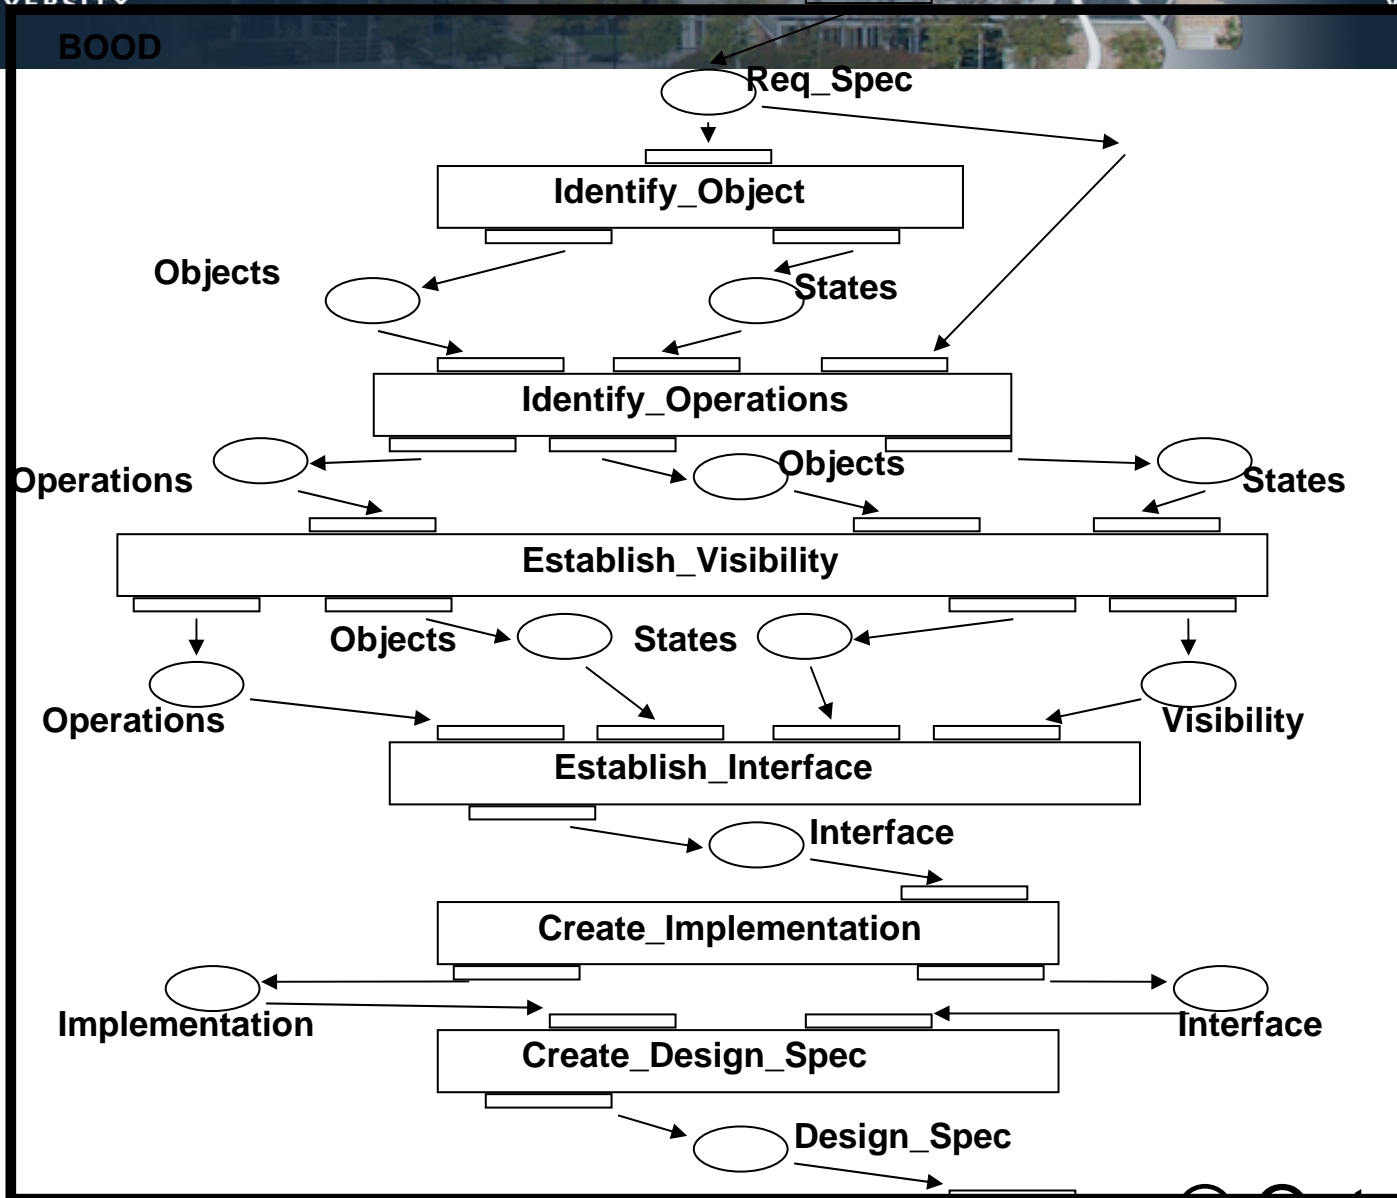 BOOD
Req_Spec
Identify_Object
Objects
States
Identify_Operations
Operations
Objects
States
Establish_Visibility
Objects
States
Operations
Visibility
Establish_Interface
Interface
Create_Implementation
Implementation
Interface
Create_Design_Spec
Design_Spec